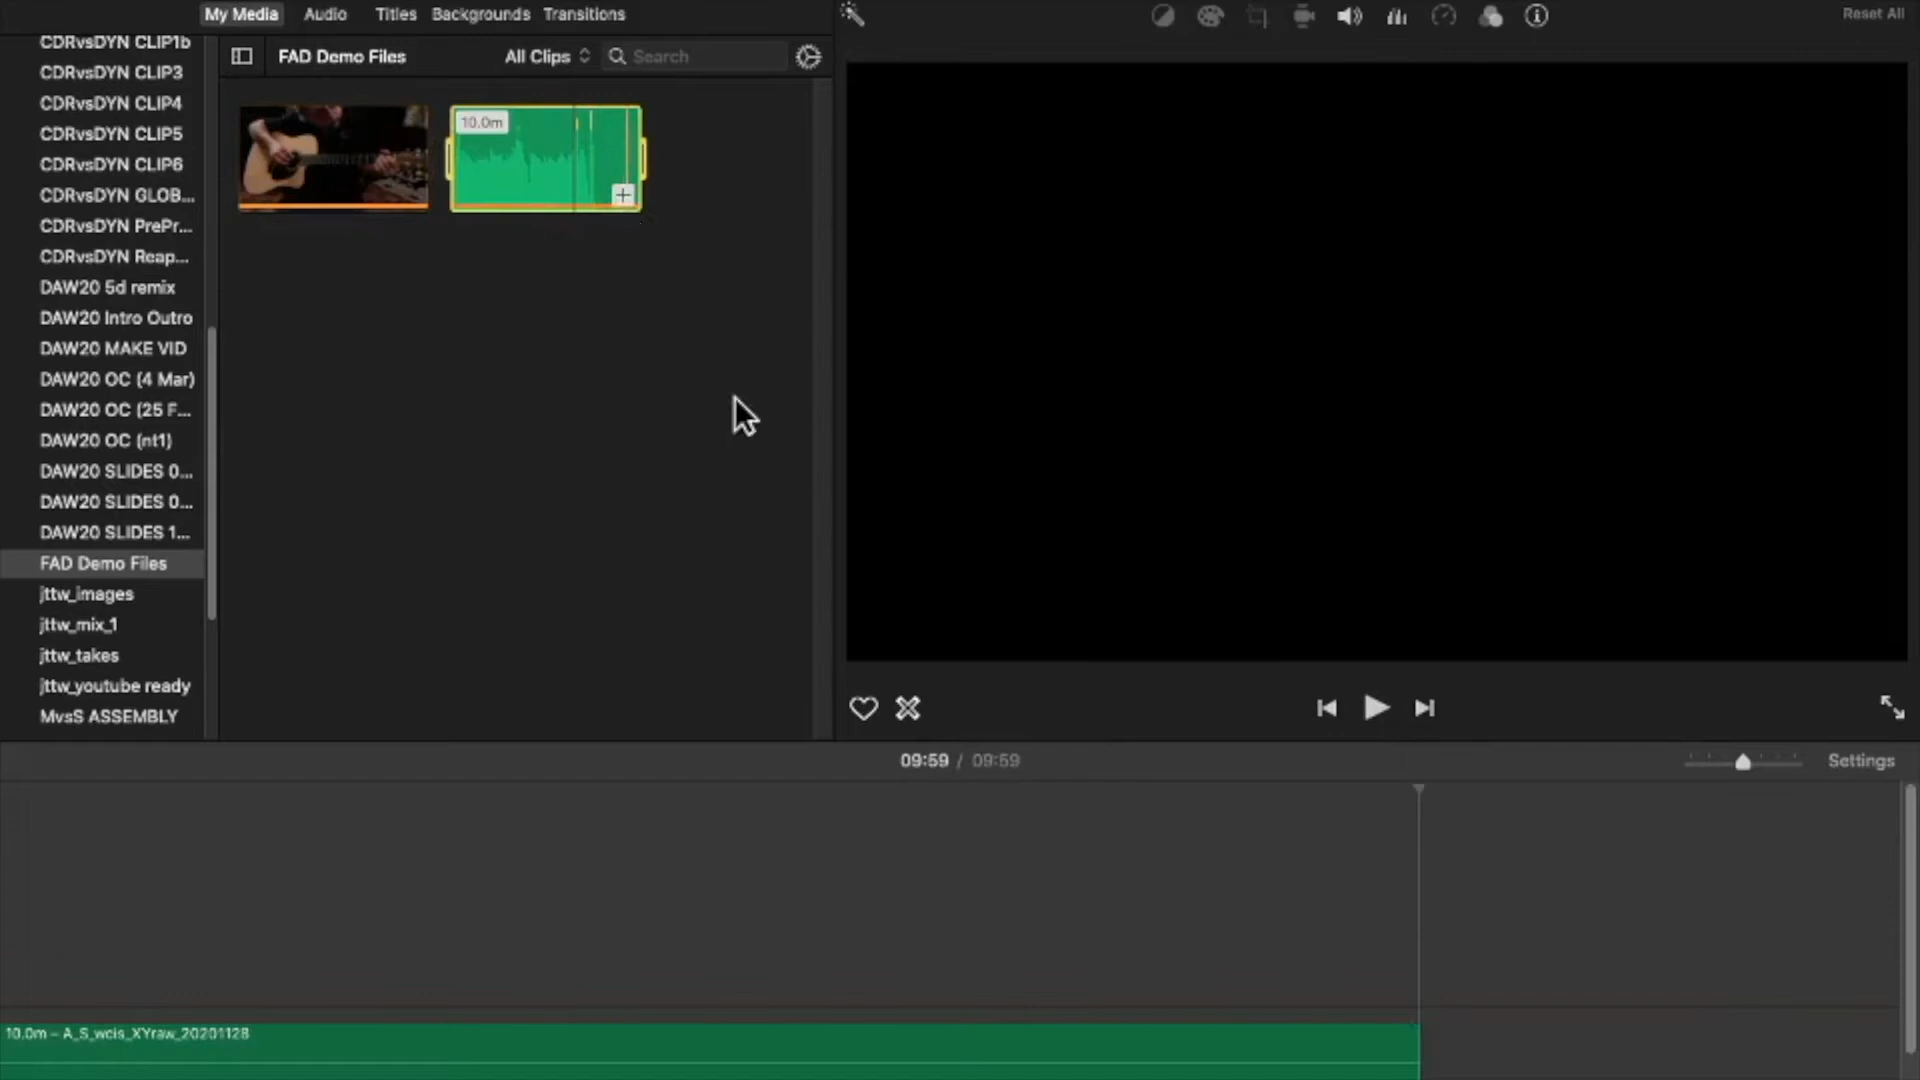 My Media
Audio
Titles
Backgrounds
Transitions
Reset All
CDRvsDYN CLIP1b
CDRvsDYN CLIP3
CDRvsDYN CLIP4
CDRvsDYN CLIP5
CDRvsDYN CLIP6
CDRvsDYN GLOB...
CDRvsDYN PrePr...
CDRvsDYN Reap...
DAW20 5d remix
DAW20 Intro Outro
DAW20 MAKE VID
DAW20 OC (4 Mar)
DAW20 OC (25 F...
DAW20 OC (nt1)
DAW20 SLIDES 0...
DAW20 SLIDES 0...
DAW20 SLIDES 1...
FAD Demo Files
jttw_images
jttw_mix_1
jttw_takes
jttw_youtube ready
MvsS ASSEMBLY
FAD Demo Files
All Clips
Search
10.0m
09:59 / 09:59
Settings
10.0m – A_S_wcis_XYraw_20201128